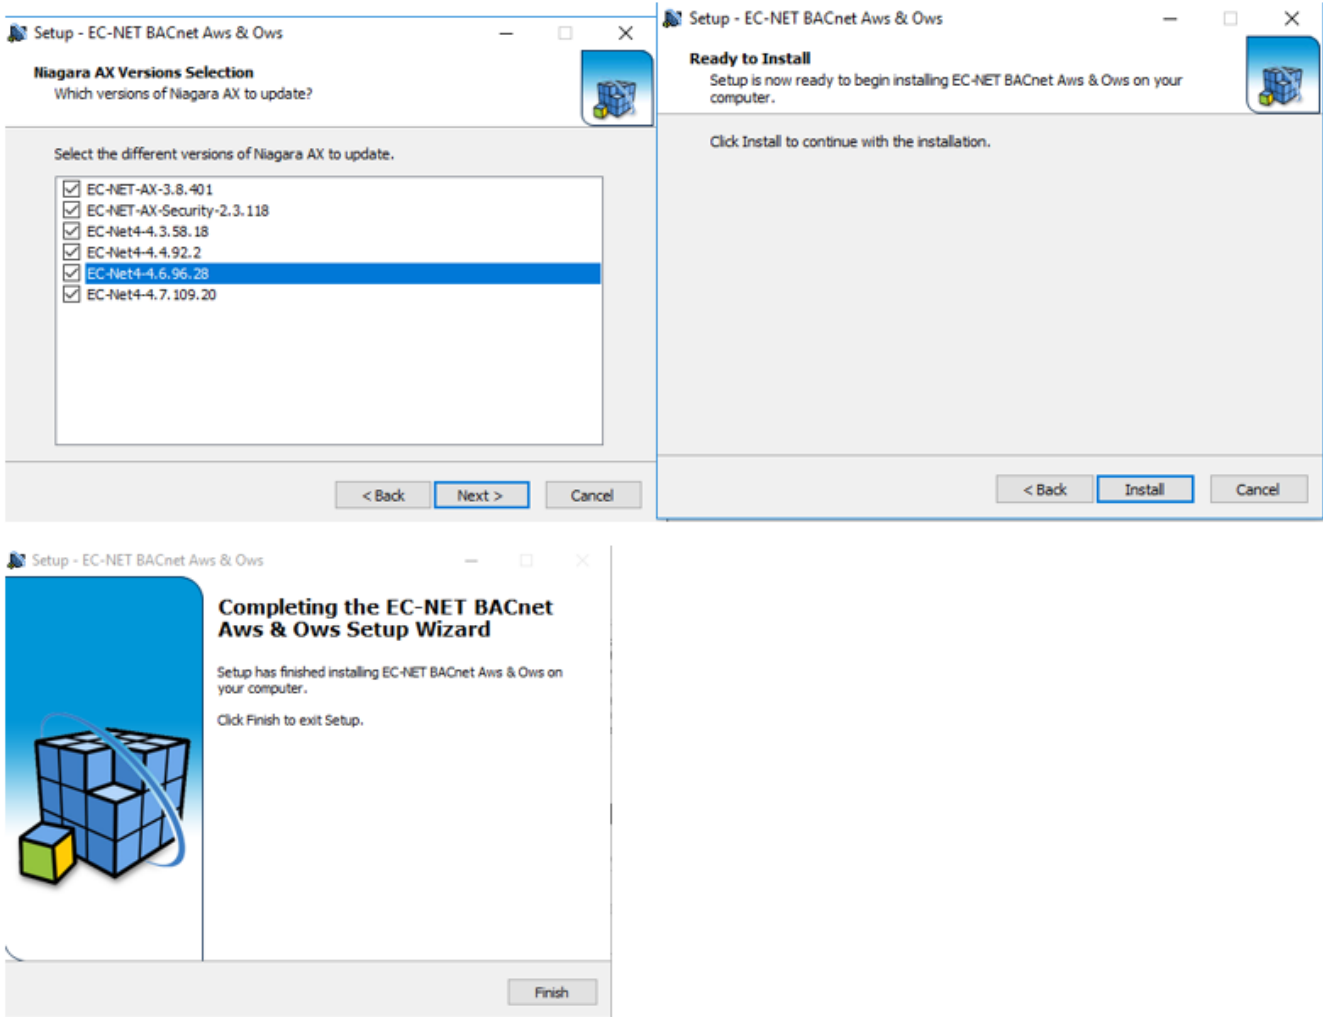 Setup - EC-NET BACnet Aws & Ows
Niagara AX Versions Selection
Which versions of Niagara AX to update?
Select the different versions of Niagara AX to update.
EC-NET-AX-3.8.401
EC-NET-AX-Security-2.3.118
EC-Net4-4.3.58.18
EC-Net4-4.4.92.2
EC-Net4-4.6.96.28
EC-Net4-4.7.109.20
< Back
Next >
Cancel
Setup - EC-NET BACnet Aws & Ows
Ready to Install
Setup is now ready to begin installing EC-NET BACnet Aws & Ows on your
computer.
Click Install to continue with the installation.
< Back
Install
Cancel
Setup - EC-NET BACnet Aws & Ows
Completing the EC-NET BACnet
Aws & Ows Setup Wizard
Setup has finished installing EC-NET BACnet Aws & Ows on
your computer.
Click Finish to exit Setup.
Finish